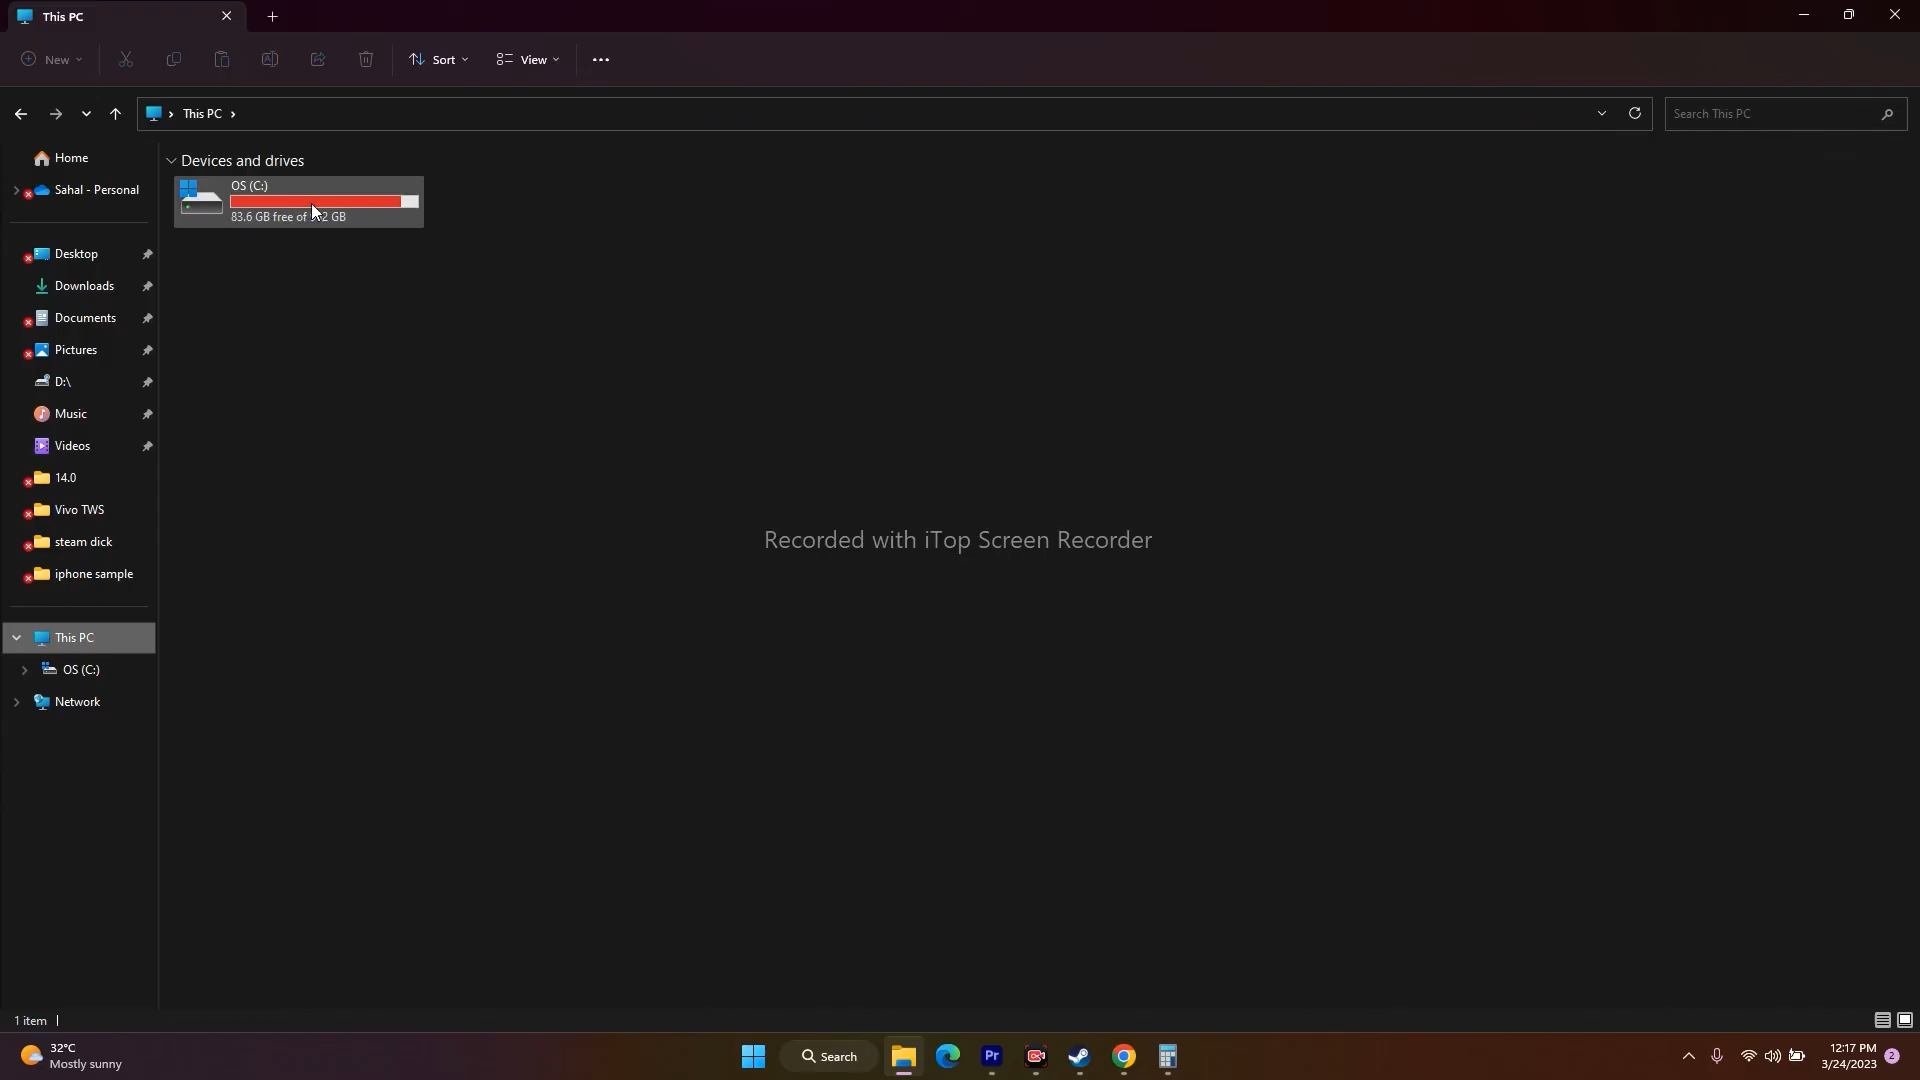 This PC
New
Sort
View
This PC
Search This PC
Home
Sahal - Personal
Desktop
Downloads
Documents
Pictures
D:\
Music
Videos
14.0
Vivo TWS
steam dick
iphone sample
This PC
OS (C:)
Network
Devices and drives
OS (C:)
83.6 GB free of GB
Recorded with iTop Screen Recorder
1 item
32°C
Mostly sunny
Search
Pr
12:17 PM
3/24/2023
2